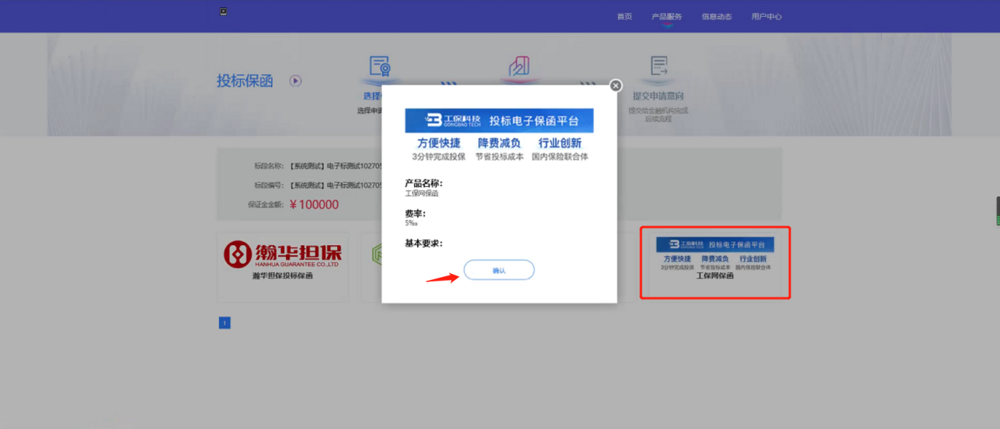 首页 产品服务 信息动态 用户中心
投标保函
选择
选择申
提交申请意向
提交给金融机构完成
后续流程
工保科技 GONGBAO TECH 投标电子保函平台
方便快捷 降费减负 行业创新
3分钟完成投保 节省投标成本 国内保险联合体
产品名称:
工保网保函
费率:
5‰
基本要求:
确认
标段名称: 【系统测试】电子标测试102705
标段编号: 【系统测试】电子标测试102705
保证金金额: ¥100000
瀚华担保
HANHUA GUARANTEE CO.,LTD
瀚华担保投标保函
工保科技 GONGBAO TECH 投标电子保函平台
方便快捷 降费减负 行业创新
3分钟完成投保 节省投标成本 国内保险联合体
工保网保函
1